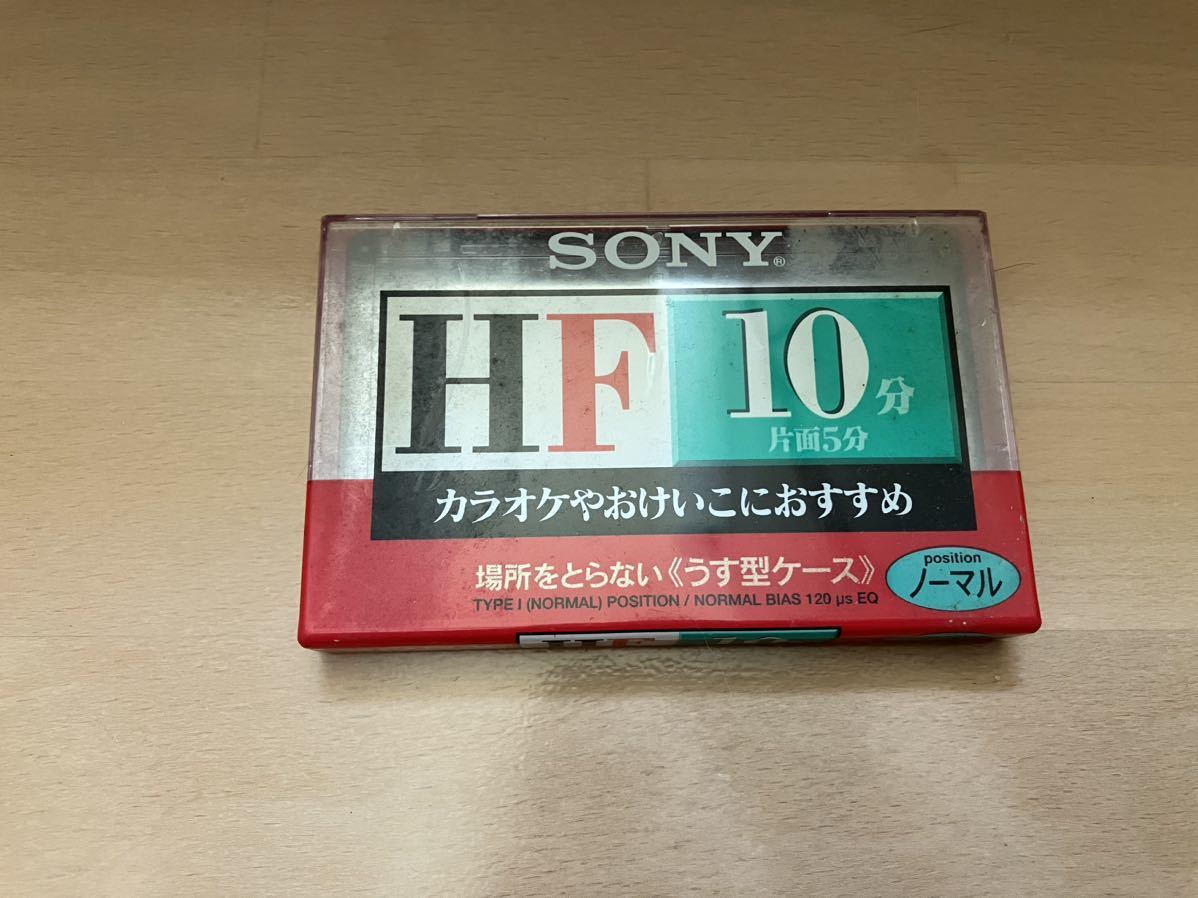 SONY®
HF 10分
片面5分
カラオケやおけいこにおすすめ
場所をとらない《うす型ケース》
TYPE I (NORMAL) POSITION / NORMAL BIAS 120 μs EQ
position
ノーマル
HF 10